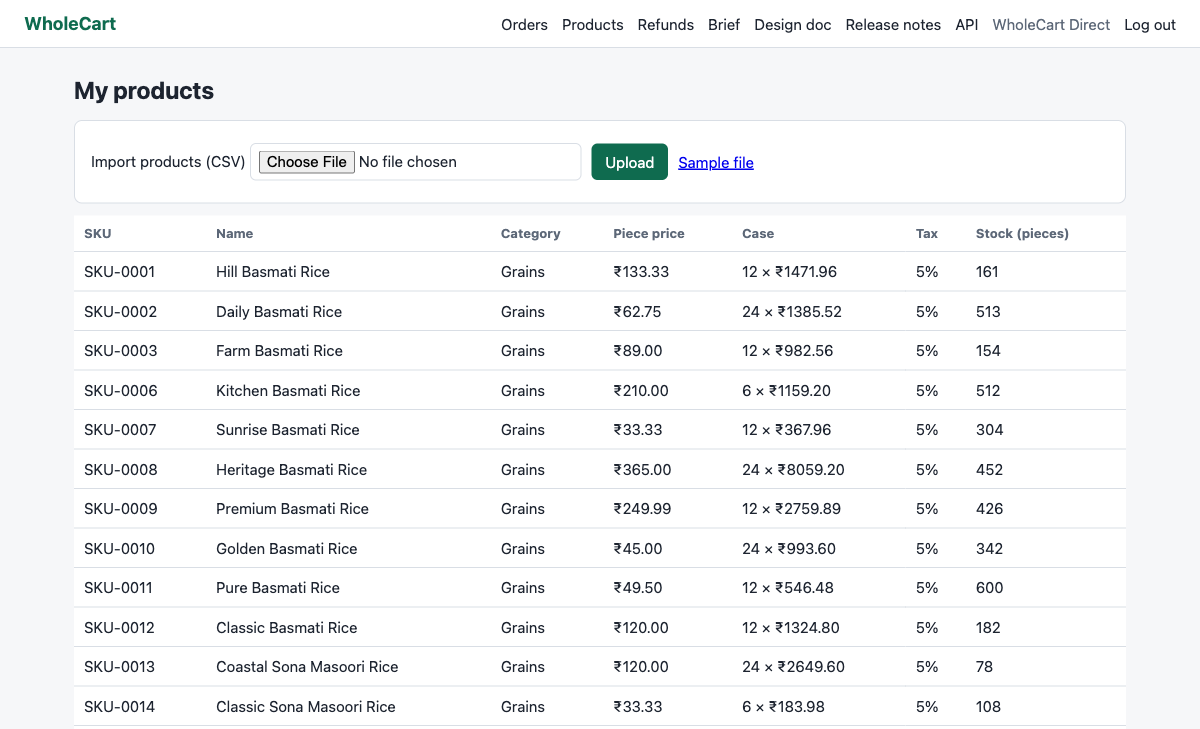 WholeCart
Orders Products Refunds Brief Design doc Release notes API WholeCart Direct Log out
My products
Import products (CSV) Choose File No file chosen Upload Sample file
SKU Name Category Piece price Case Tax Stock (pieces)
SKU-0001 Hill Basmati Rice Grains ₹133.33 12 × ₹1471.96 5% 161
SKU-0002 Daily Basmati Rice Grains ₹62.75 24 × ₹1385.52 5% 513
SKU-0003 Farm Basmati Rice Grains ₹89.00 12 × ₹982.56 5% 154
SKU-0006 Kitchen Basmati Rice Grains ₹210.00 6 × ₹1159.20 5% 512
SKU-0007 Sunrise Basmati Rice Grains ₹33.33 12 × ₹367.96 5% 304
SKU-0008 Heritage Basmati Rice Grains ₹365.00 24 × ₹8059.20 5% 452
SKU-0009 Premium Basmati Rice Grains ₹249.99 12 × ₹2759.89 5% 426
SKU-0010 Golden Basmati Rice Grains ₹45.00 24 × ₹993.60 5% 342
SKU-0011 Pure Basmati Rice Grains ₹49.50 12 × ₹546.48 5% 600
SKU-0012 Classic Basmati Rice Grains ₹120.00 12 × ₹1324.80 5% 182
SKU-0013 Coastal Sona Masoori Rice Grains ₹120.00 24 × ₹2649.60 5% 78
SKU-0014 Classic Sona Masoori Rice Grains ₹33.33 6 × ₹183.98 5% 108